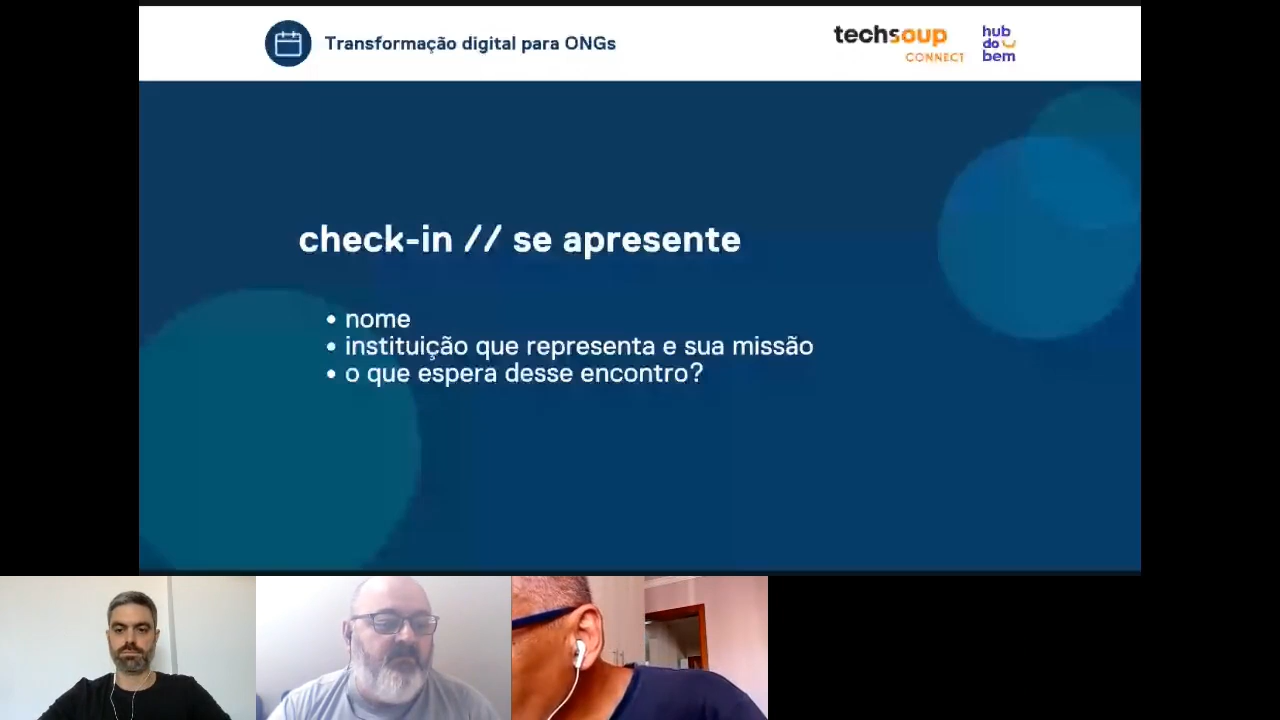 Transformação digital para ONGs
techsoup
CONNECT
hub
do
bem
check-in // se apresente
• nome
• instituição que representa e sua missão
• o que espera desse encontro?